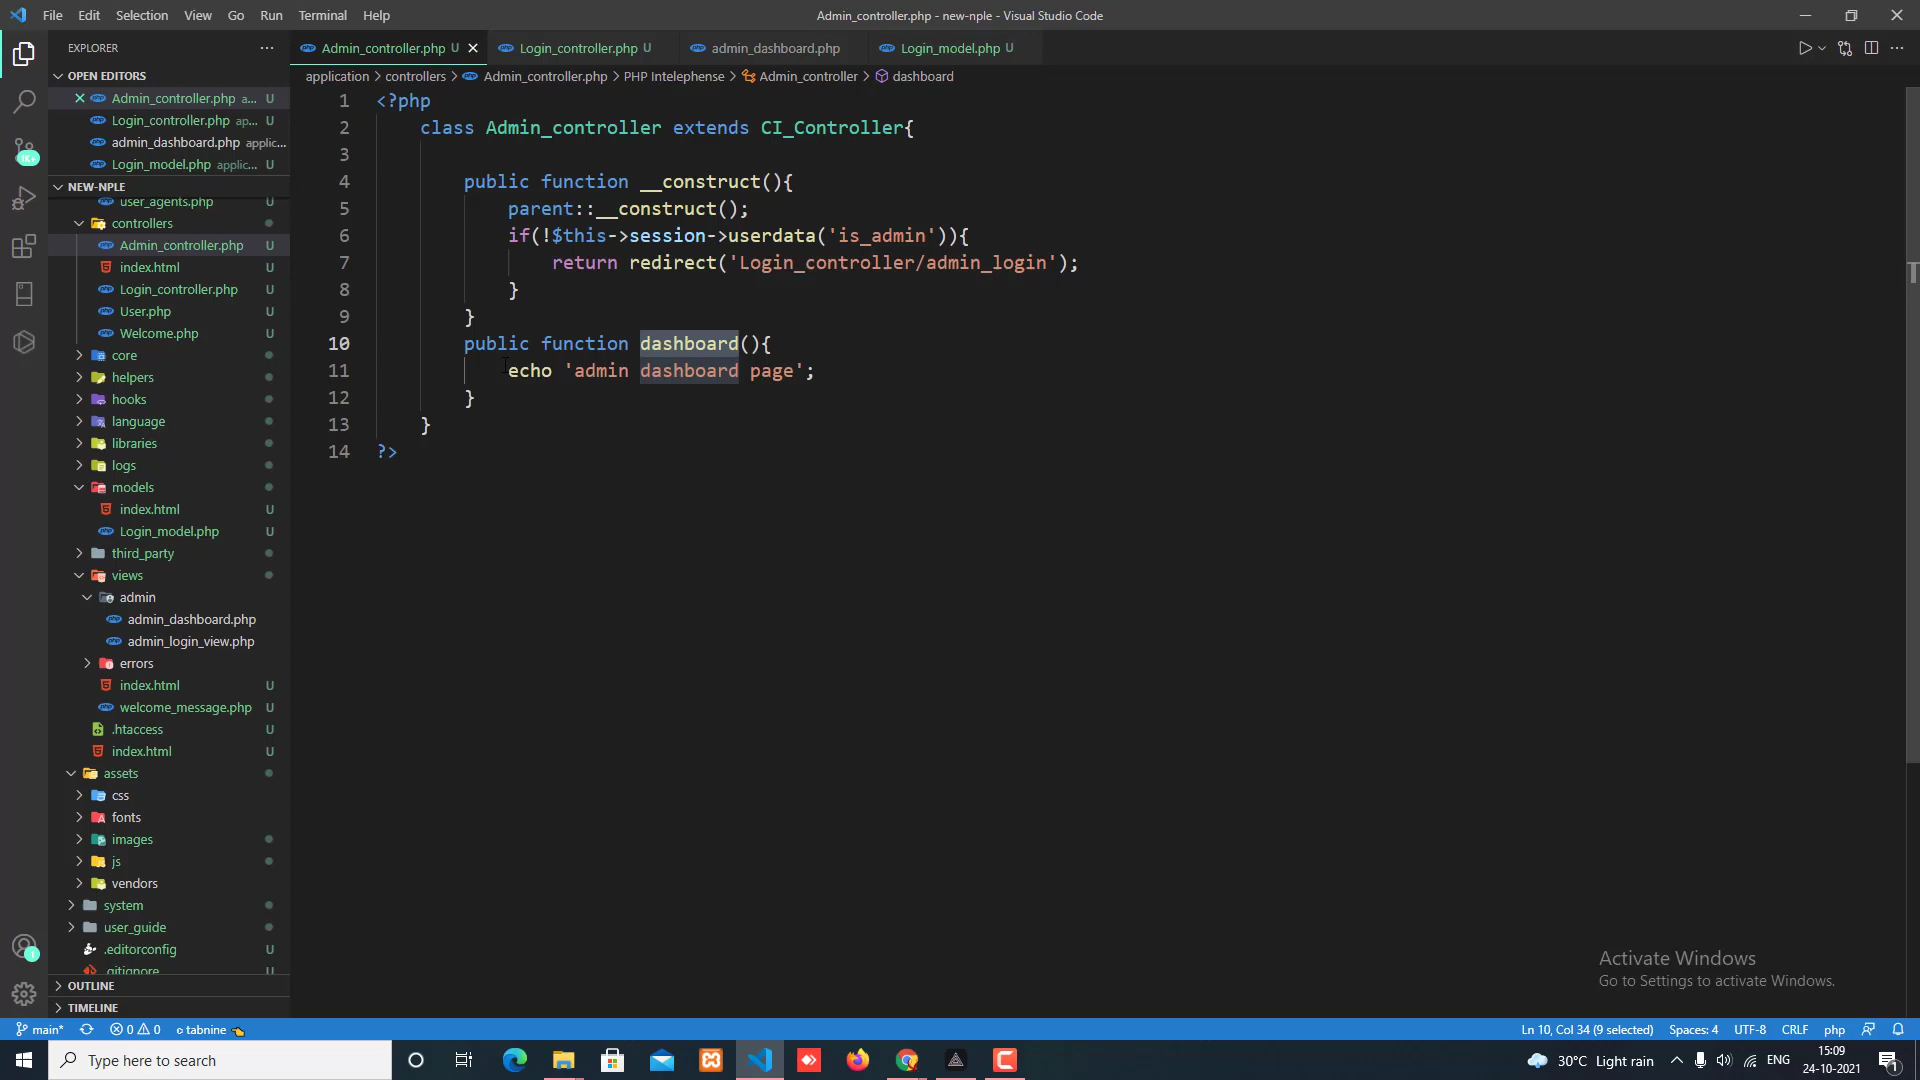 File Edit Selection View Go Run Terminal Help
Admin_controller.php - new-nple - Visual Studio Code
EXPLORER
Admin_controller.php U
Login_controller.php U
admin_dashboard.php
Login_model.php U
OPEN EDITORS
application > controllers > Admin_controller.php > PHP Intelephense > Admin_controller > dashboard
Admin_controller.php a... U
Login_controller.php ap... U
admin_dashboard.php applic...
Login_model.php applic... U
NEW-NPLE
user_agents.php U
controllers
Admin_controller.php U
index.html U
Login_controller.php U
User.php U
Welcome.php U
core
helpers
hooks
language
libraries
logs
models
index.html U
Login_model.php U
third_party
views
admin
admin_dashboard.php
admin_login_view.php
errors
index.html U
welcome_message.php U
.htaccess U
index.html U
assets
css
fonts
images
js
vendors
system
user_guide
.editorconfig U
.gitignore U
OUTLINE
TIMELINE
1 <?php
2 class Admin_controller extends CI_Controller{
3
4 public function __construct(){
5 parent::__construct();
6 if(!$this->session->userdata('is_admin')){
7 return redirect('Login_controller/admin_login');
8 }
9 }
10 public function dashboard(){
11 echo 'admin dashboard page';
12 }
13 }
14 ?>
Activate Windows
Go to Settings to activate Windows.
main* 0 0 tabnine
Ln 10, Col 34 (9 selected) Spaces: 4 UTF-8 CRLF php
Type here to search
30°C Light rain
ENG
15:09
24-10-2021
1K+
1
1